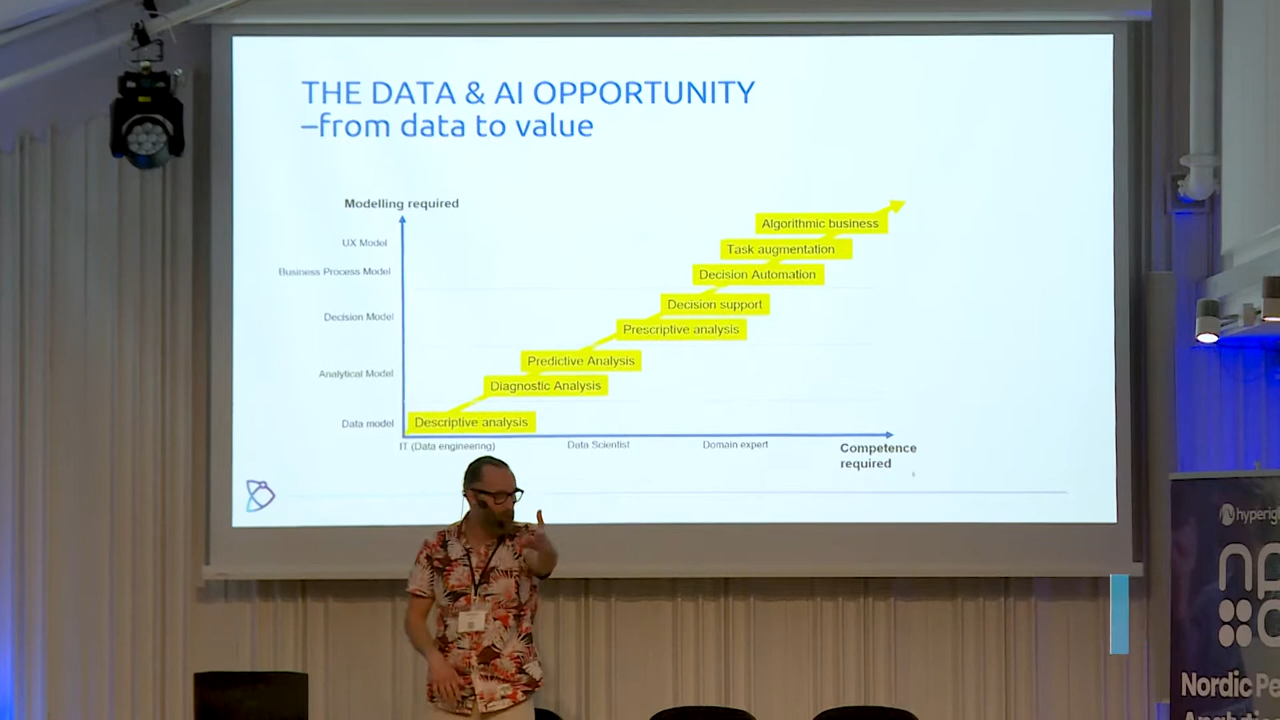 THE DATA & AI OPPORTUNITY
–from data to value
Modelling required
UX Model
Business Process Model
Decision Model
Analytical Model
Data model
Algorithmic business
Task augmentation
Decision Automation
Decision support
Prescriptive analysis
Predictive Analysis
Diagnostic Analysis
Descriptive analysis
IT (Data engineering)
Data Scientist
Domain expert
Competence
required
Nordic